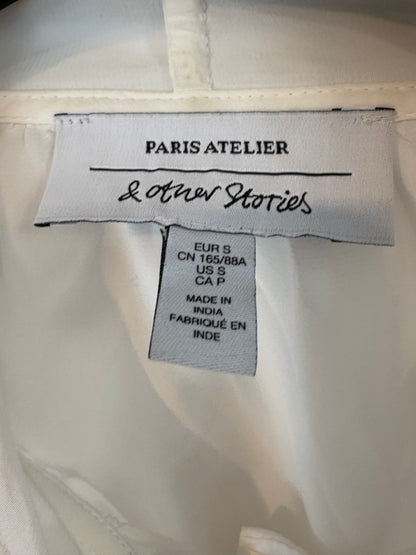 PARIS ATELIER
& other Stories
EUR S
CN 165/88A
US S
CA P
MADE IN
INDIA
FABRIQUÉ EN
INDE